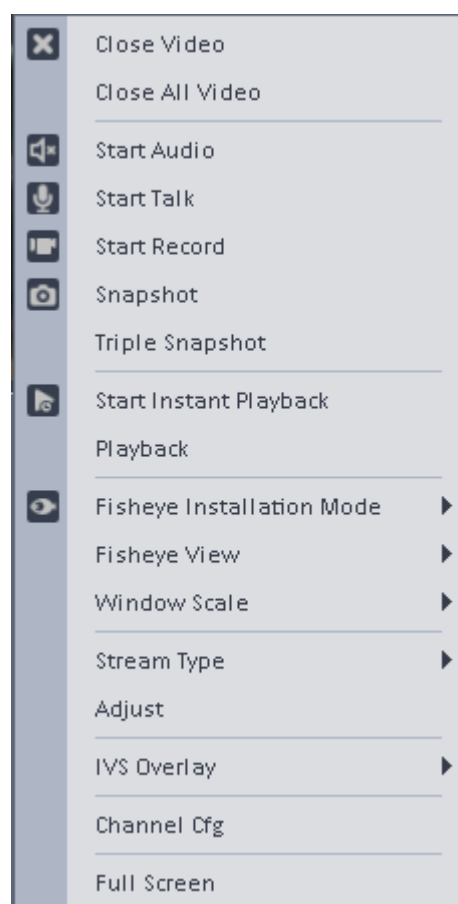 Close Video
Close All Video
Start Audio
Start Talk
Start Record
Snapshot
Triple Snapshot
Start Instant Playback
Playback
Fisheye Installation Mode
Fisheye View
Window Scale
Stream Type
Adjust
IVS Overlay
Channel Cfg
Full Screen